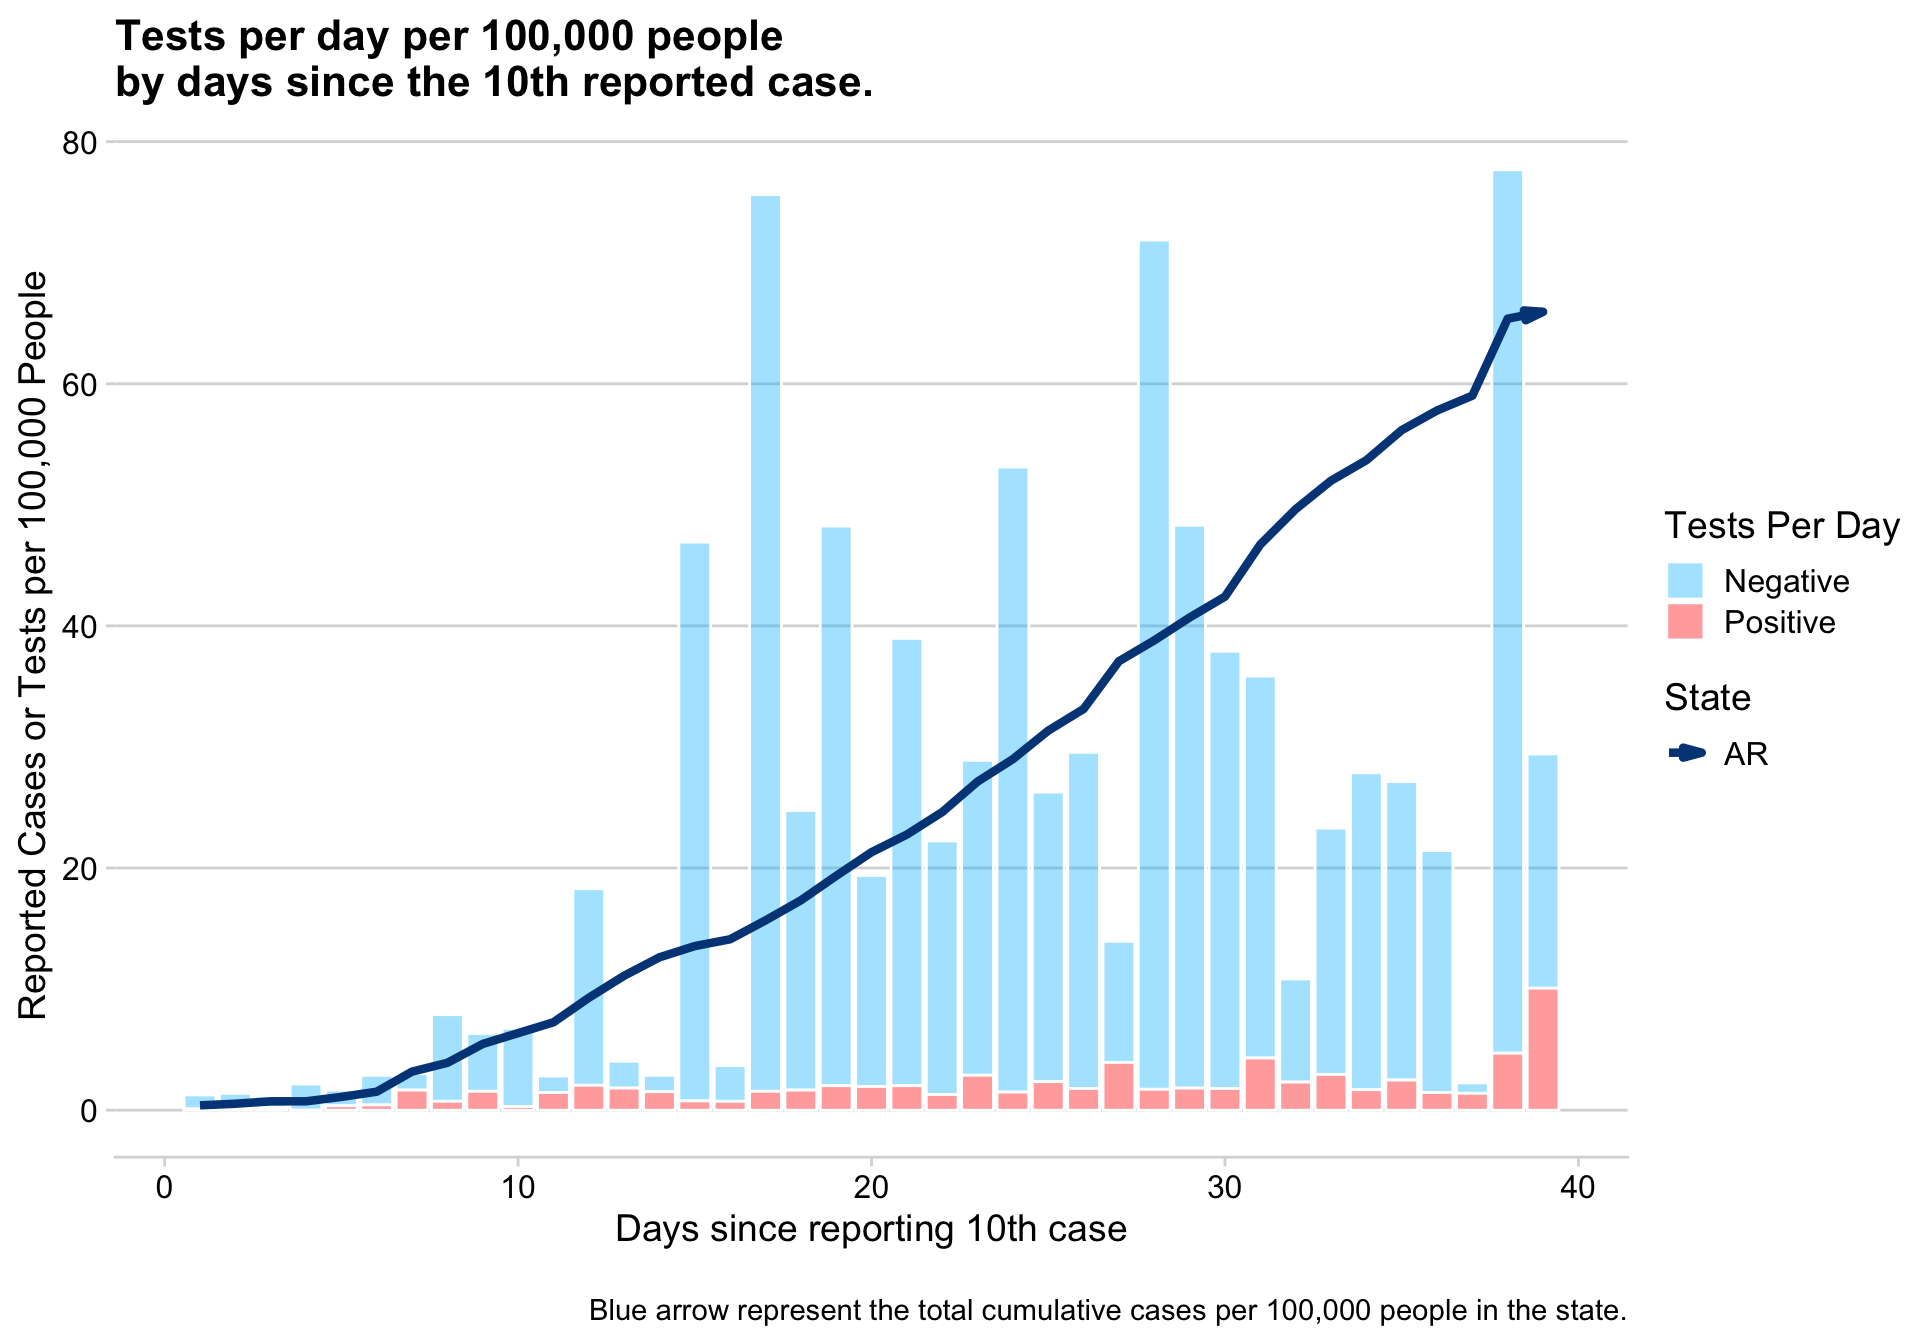 Tests per day per 100,000 people
by days since the 10th reported case.
Reported Cases or Tests per 100,000 People
80
60
40
20
0
0
10
20
30
40
Days since reporting 10th case
Tests Per Day
Negative
Positive
State
AR
Blue arrow represent the total cumulative cases per 100,000 people in the state.